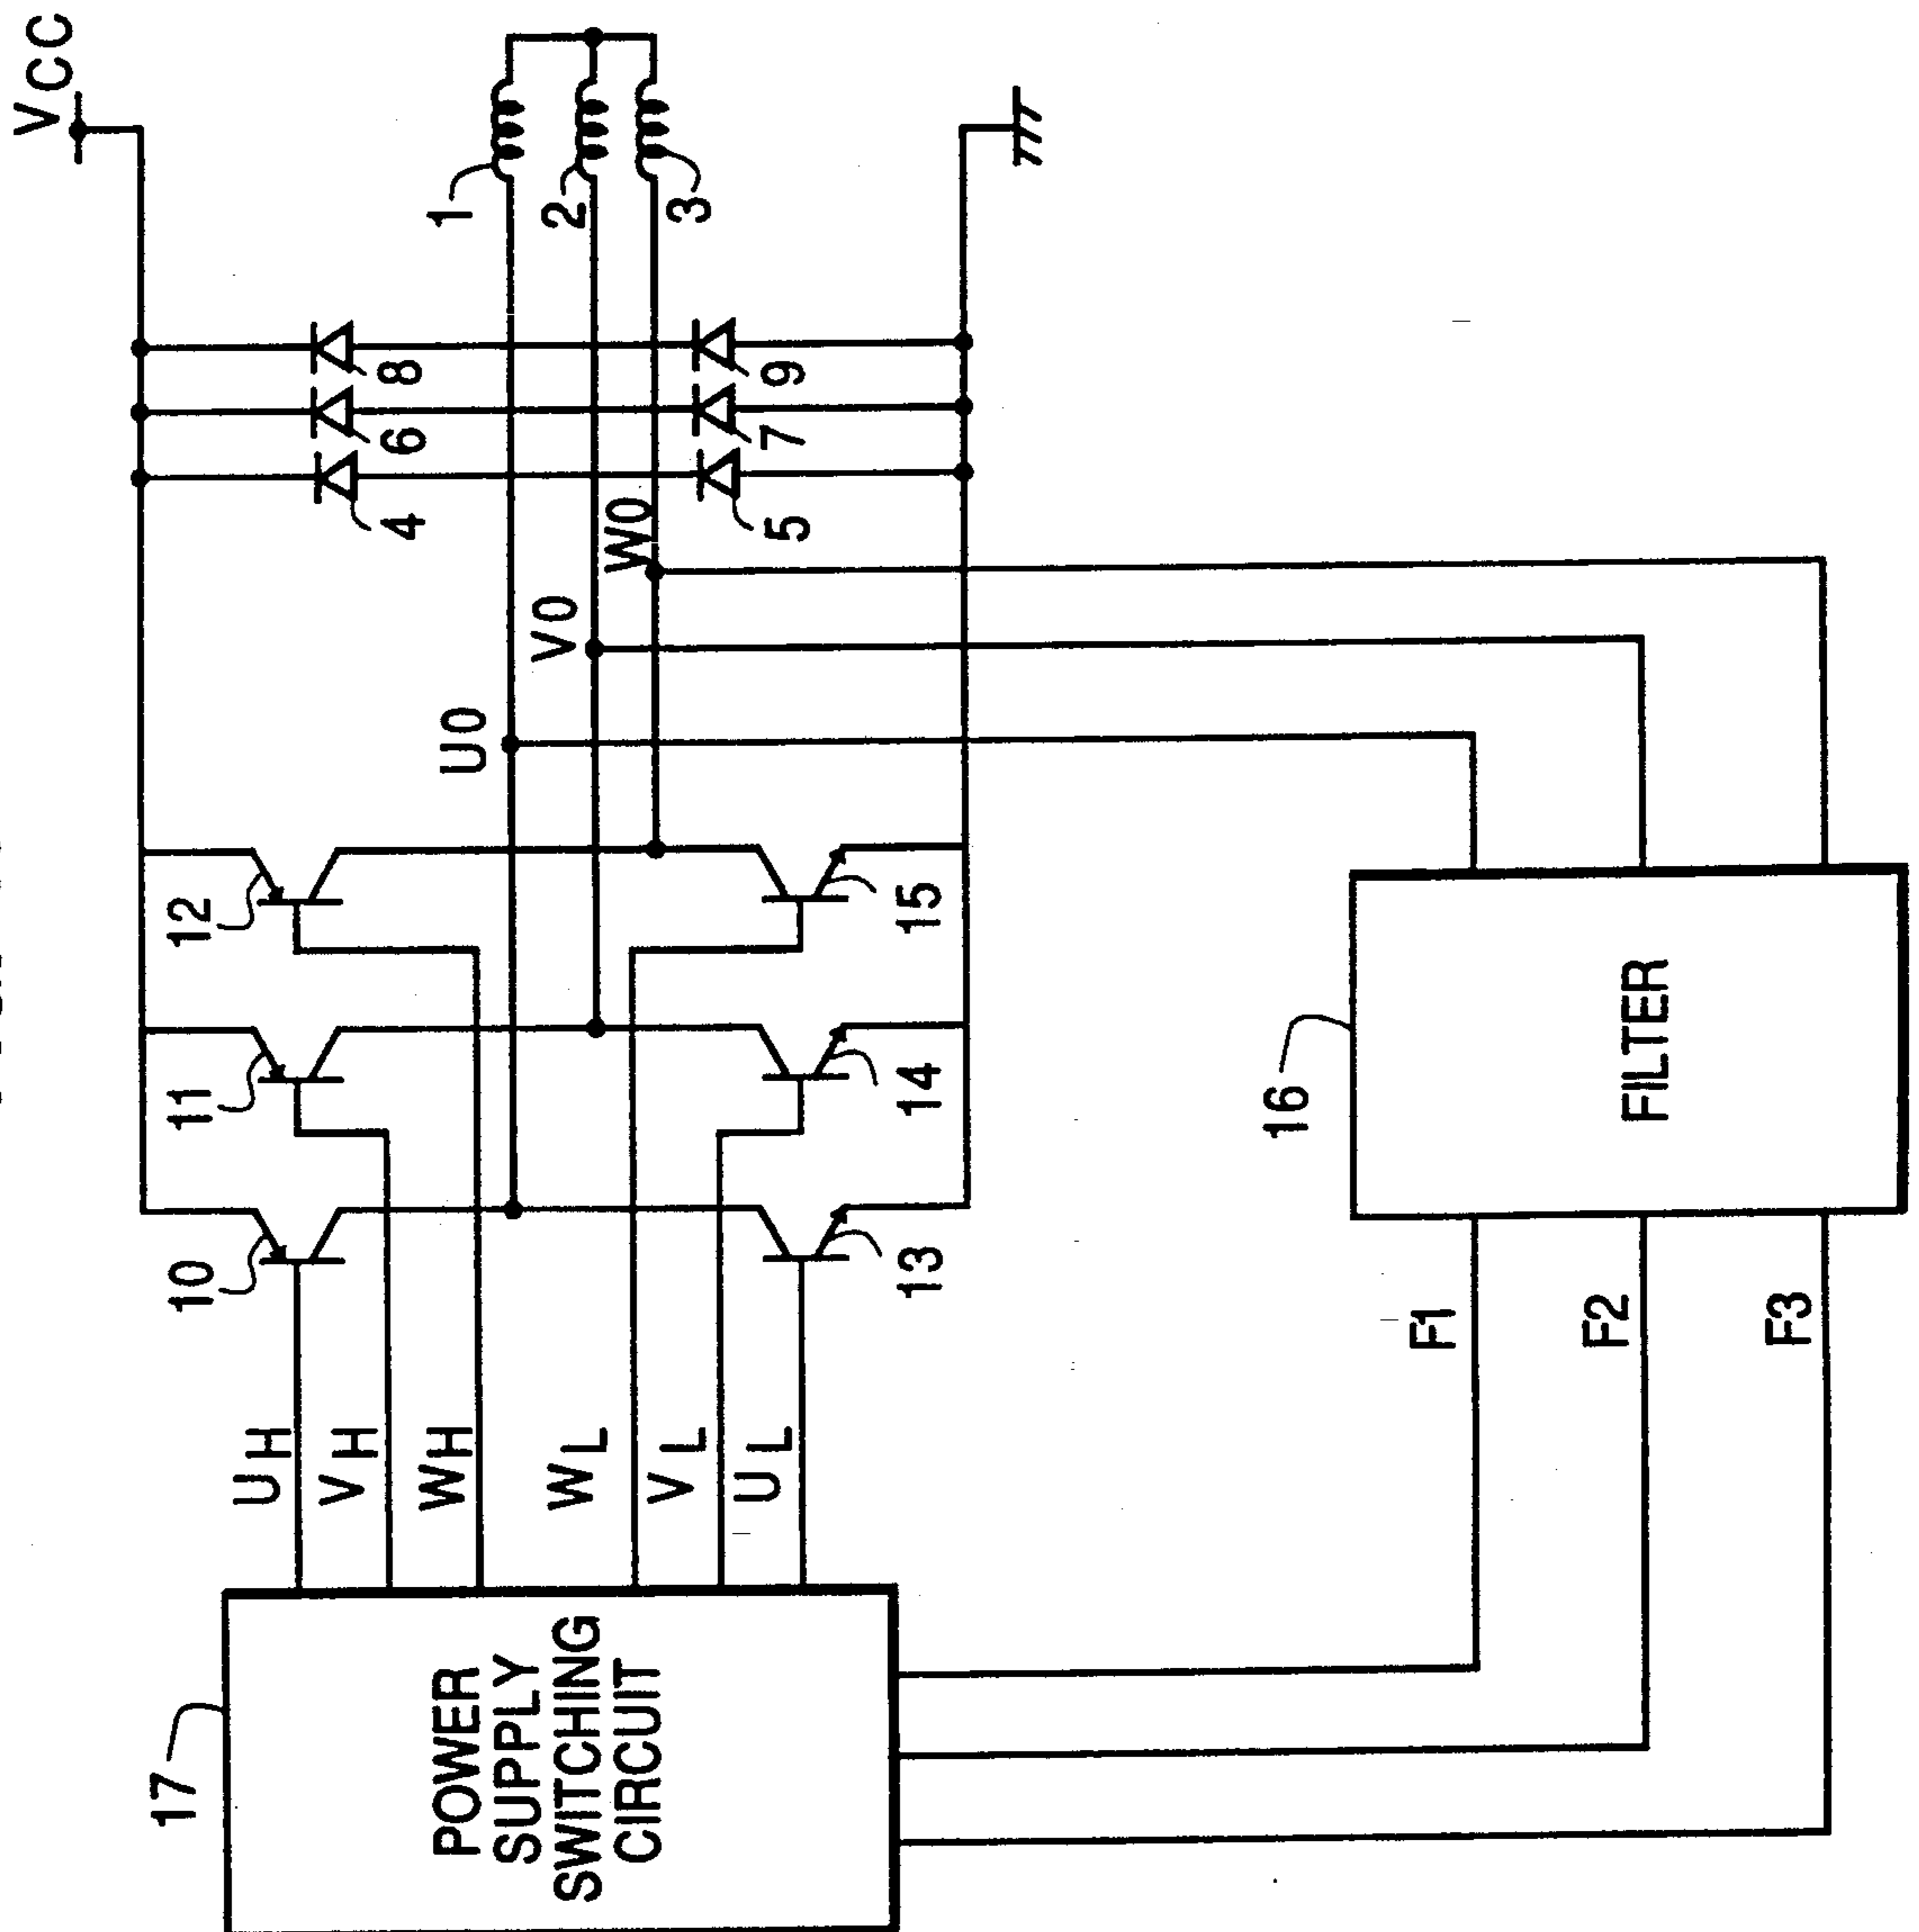 VCC
1
2
3
8
6
4
9
7
5
W0
V0
U0
12
11
10
15
14
13
UH
VH
WH
WL
VL
UL
17
POWER
SUPPLY
SWITCHING
CIRCUIT
16
FILTER
F1
F2
F3